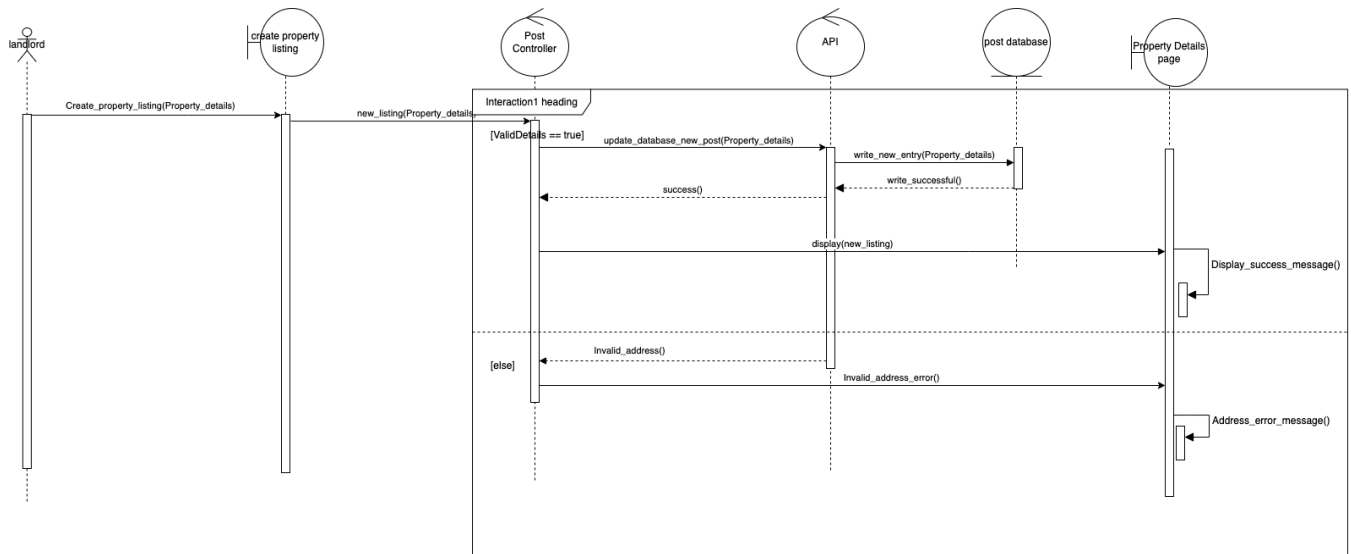 landlord
create property
listing
Post
Controller
API
post database
Property Details
page
Interaction1 heading
Create_property_listing(Property_details)
new_listing(Property_details,
[ValidDetails == true]
update_database_new_post(Property_details)
write_new_entry(Property_details)
write_successful()
success()
display(new_listing)
Display_success_message()
Invalid_address()
[else]
Invalid_address_error()
Address_error_message()